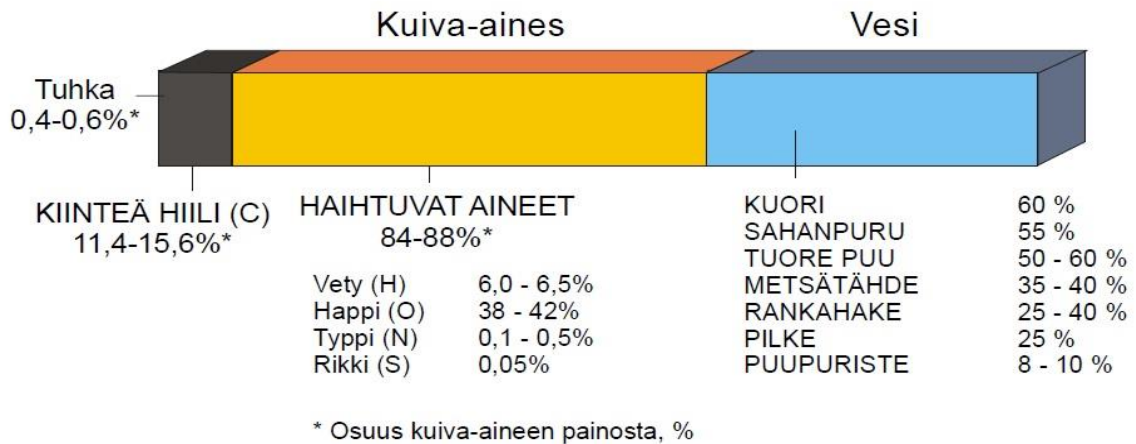 Kuiva-aines
Vesi
Tuhka
0,4-0,6%*
KIINTEÄ HIILI (C)
11,4-15,6%*
HAIHTUVAT AINEET
84-88%*
Vety (H) 6,0 - 6,5%
Happi (O) 38 - 42%
Typpi (N) 0,1 - 0,5%
Rikki (S) 0,05%
KUORI 60 %
SAHANPURU 55 %
TUORE PUU 50 - 60 %
METSÄTÄHDE 35 - 40 %
RANKAHAKE 25 - 40 %
PILKE 25 %
PUUPURISTE 8 - 10 %
* Osuus kuiva-aineen painosta, %